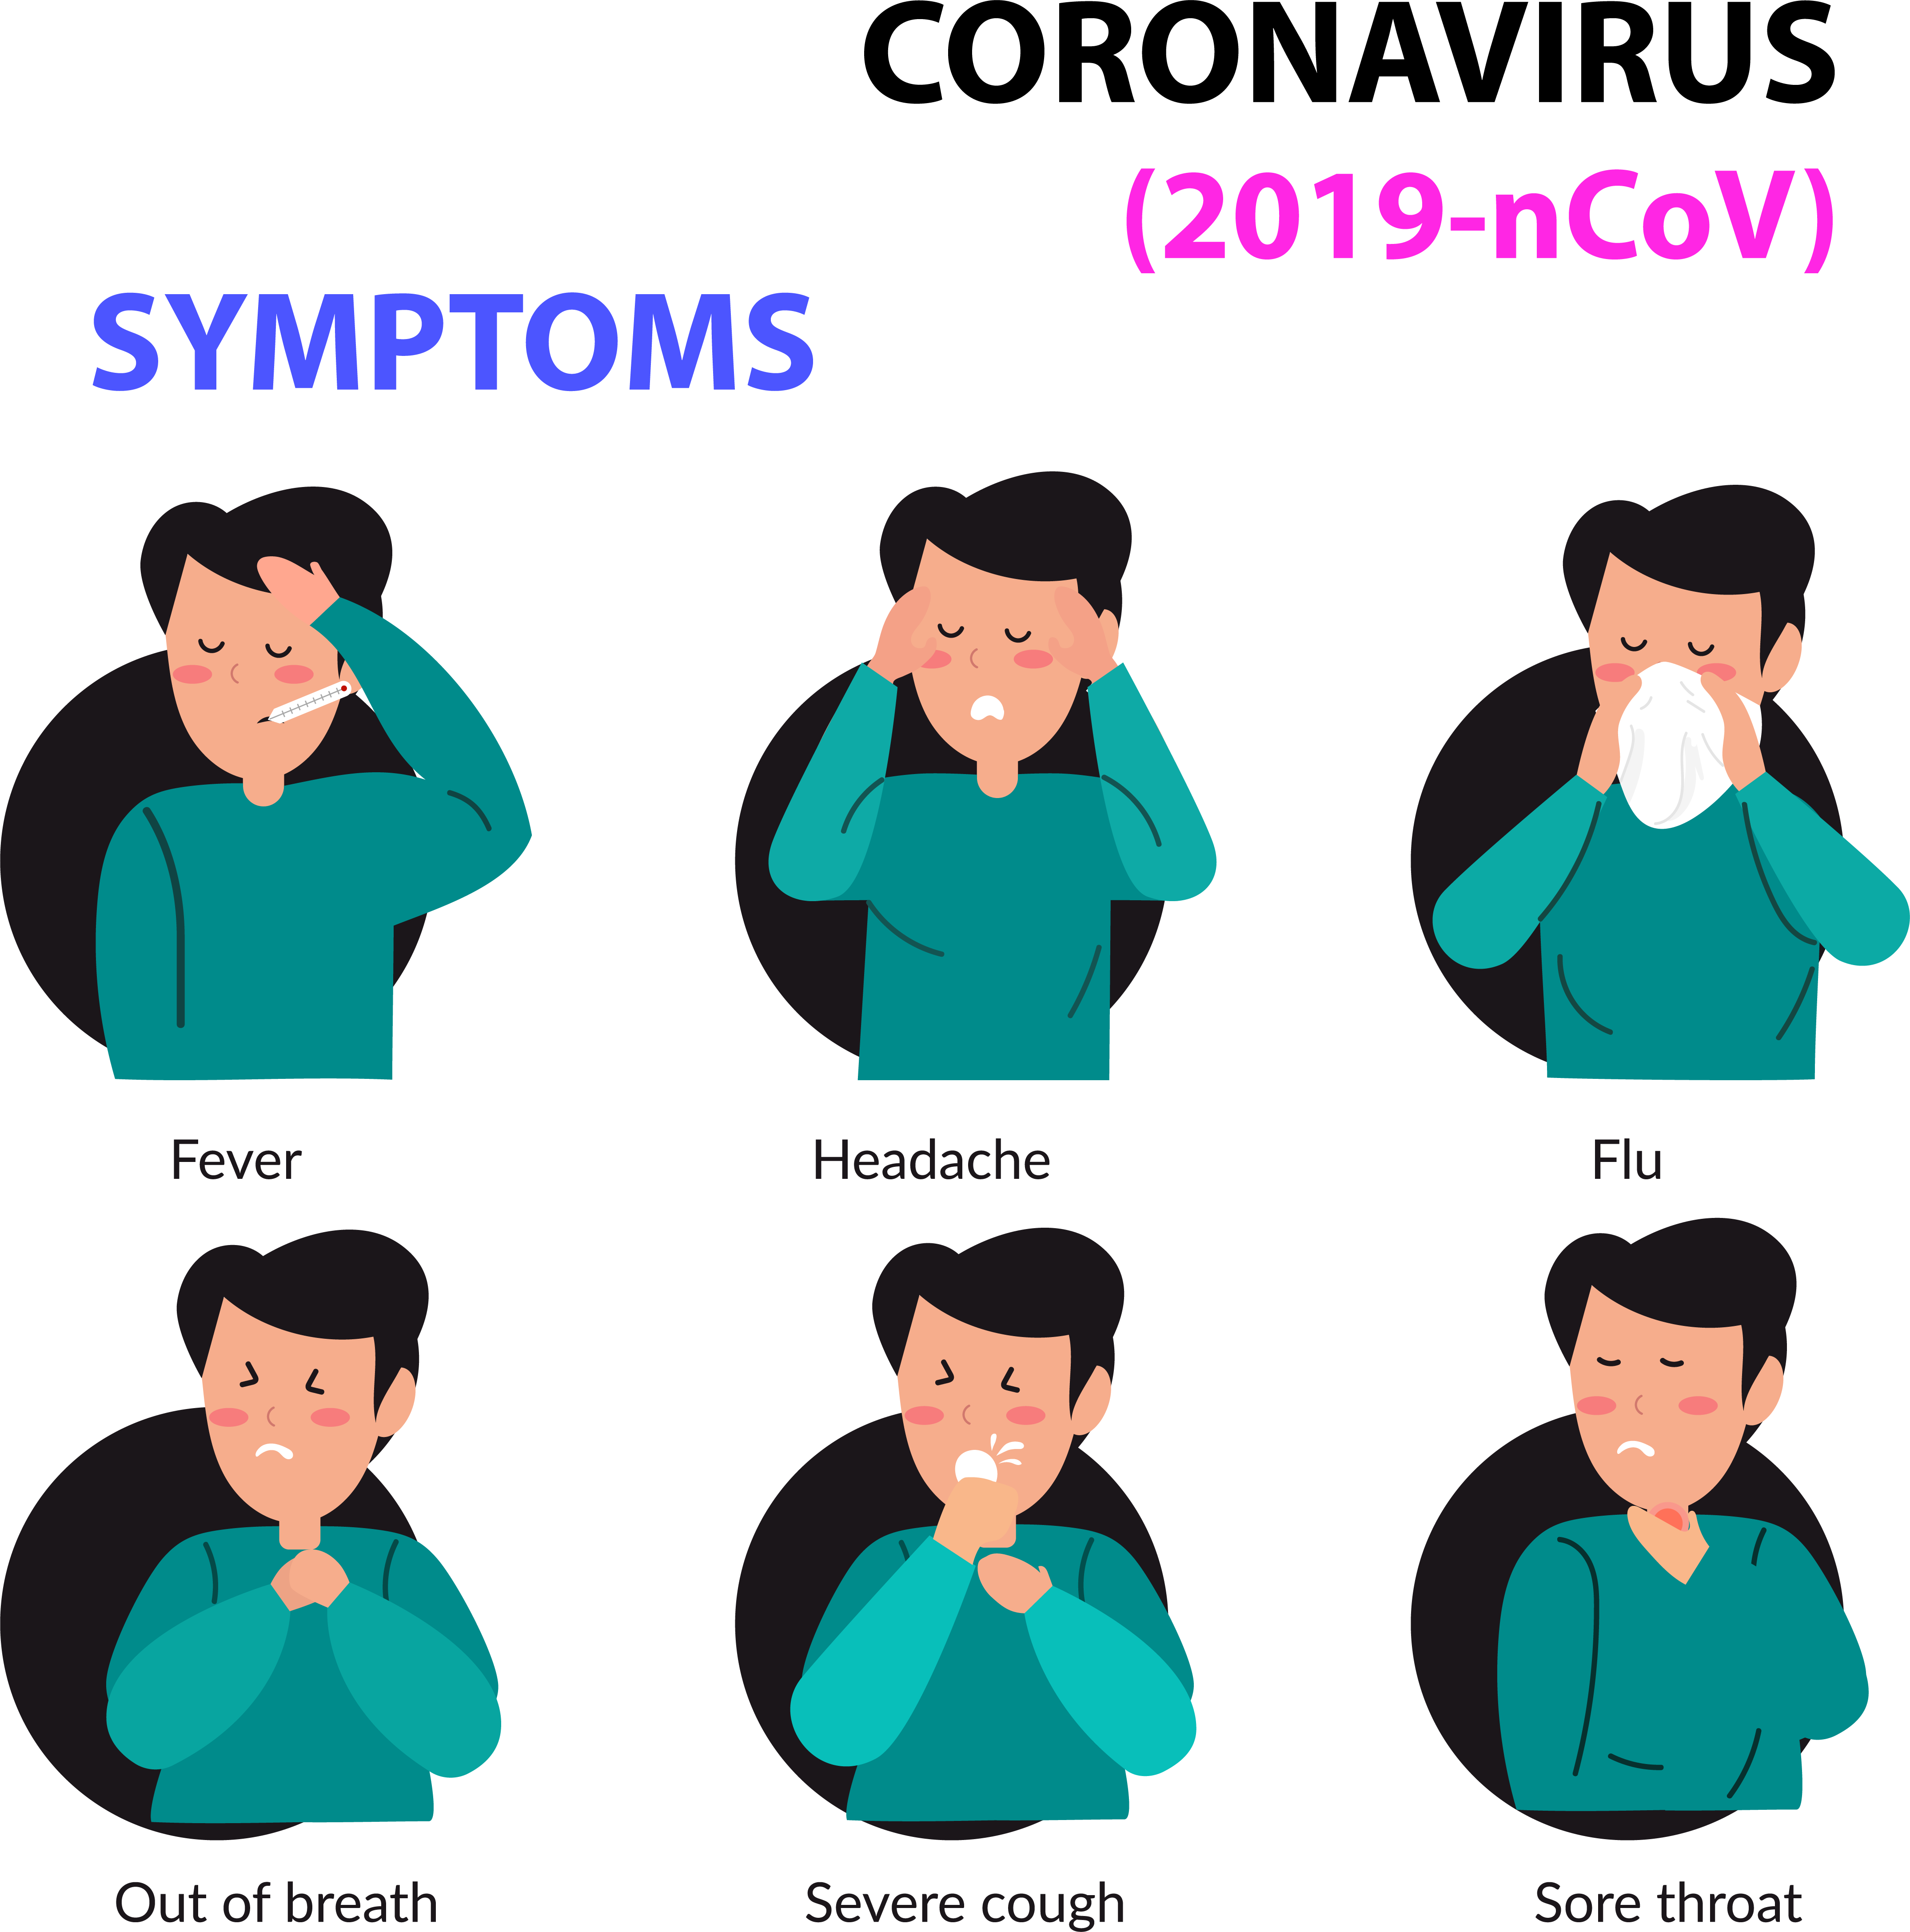 CORONAVIRUS
(2019-nCoV)
SYMPTOMS
Fever
Headache
Flu
Out of breath
Severe cough
Sore throat